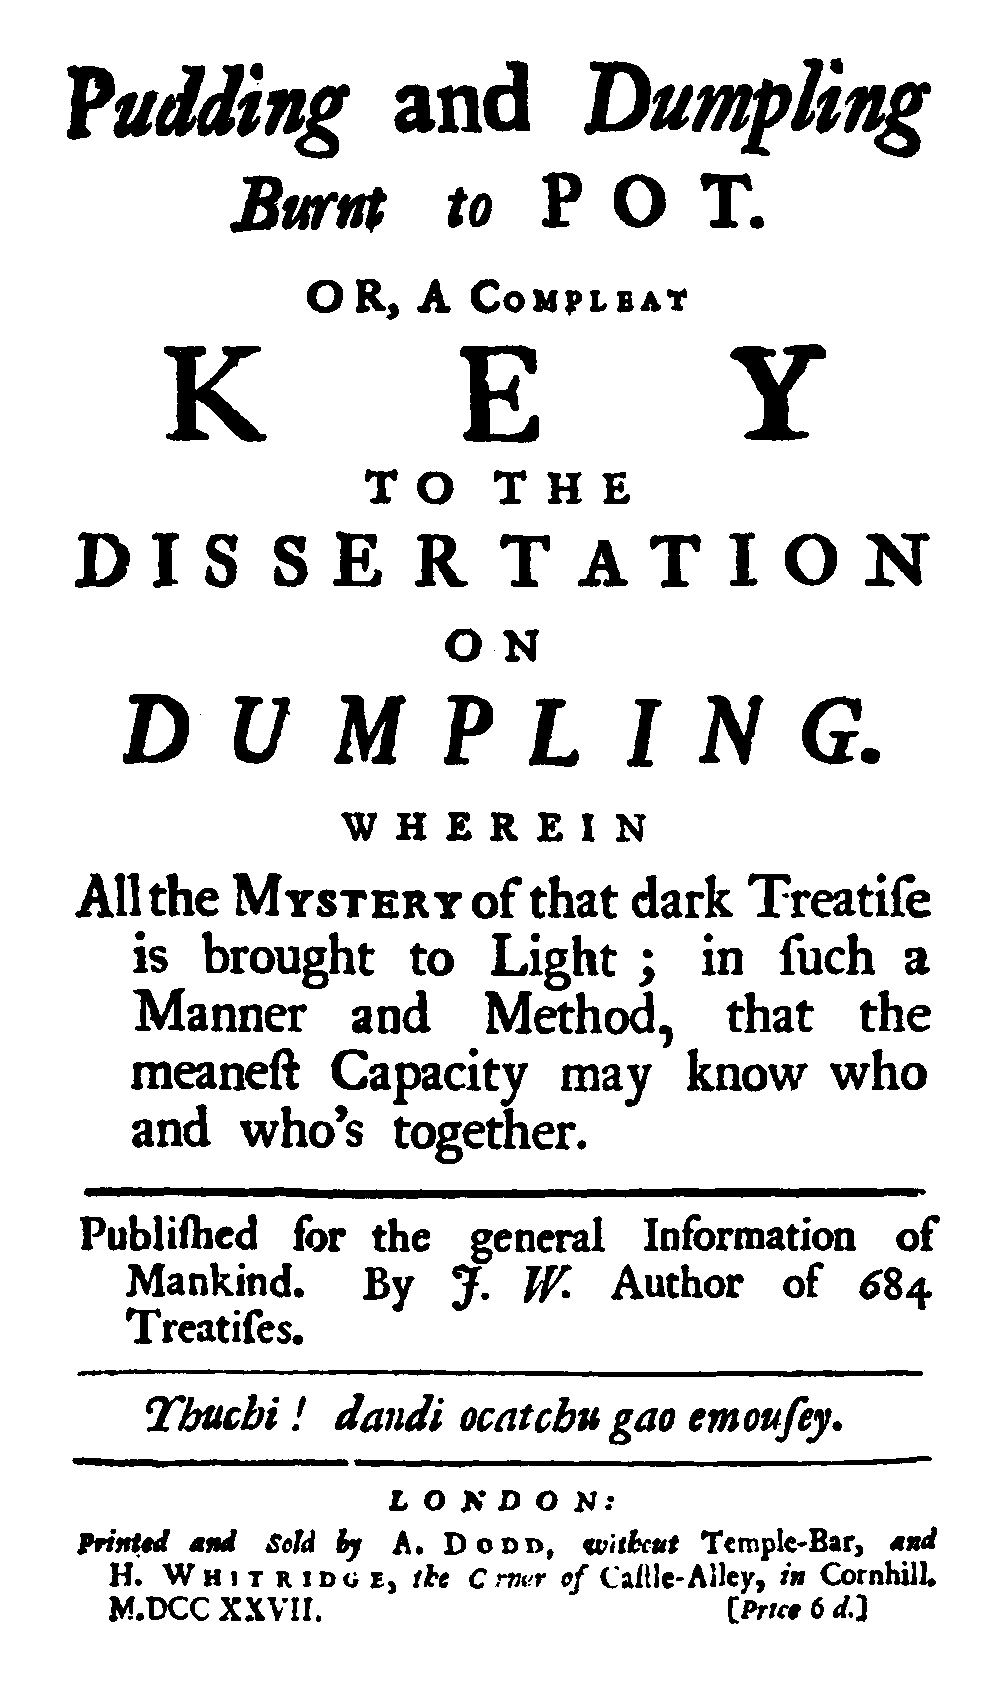 Pudding and Dumpling
Burnt to POT.
OR, A COMPLEAT
KEY
TO THE
DISSERTATION
ON
DUMPLING.
WHEREIN
All the MYSTERY of that dark Treatiſe
is brought to Light ; in ſuch a
Manner and Method, that the
meaneſt Capacity may know who
and who's together.
Publiſhed for the general Information of
Mankind. By J. W. Author of 684
Treatiſes.
Thuchi ! dandi ocatchu gao emouſey.
LONDON:
Printed and Sold by A. DODD, without Temple-Bar, and
H. WHITRIDGE, the Corner of Caſtle-Alley, in Cornhill.
M.DCC XXVII. [Price 6 d.]